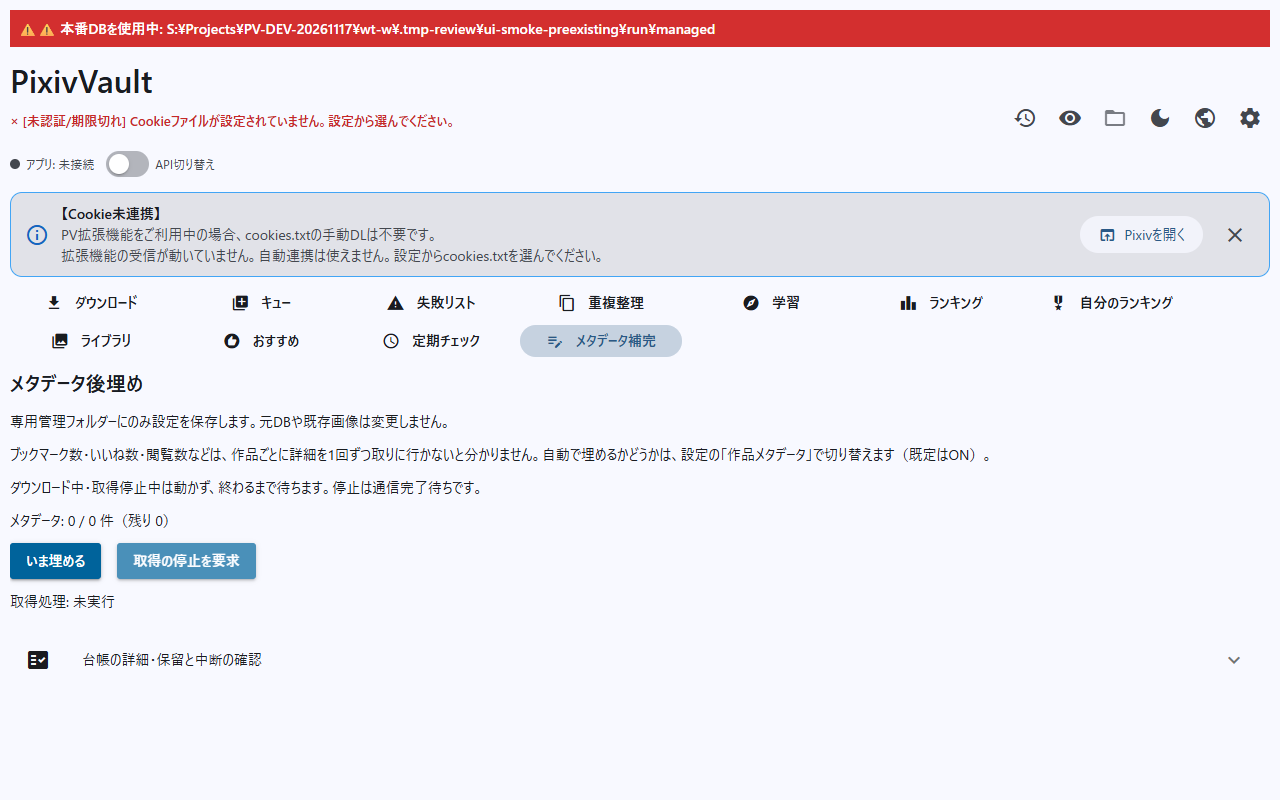 本番DBを使用中: S:¥Projects¥PV-DEV-20261117¥wt-w¥.tmp-review¥ui-smoke-preexisting¥run¥managed
PixivVault
× [未認証/期限切れ] Cookieファイルが設定されていません。設定から選んでください。
アプリ: 未接続 API切り替え
【Cookie未連携】
PV拡張機能をご利用中の場合、cookies.txtの手動DLは不要です。
拡張機能の受信が動いていません。自動連携は使えません。設定からcookies.txtを選んでください。
Pixivを開く
ダウンロード キュー 失敗リスト 重複整理 学習 ランキング 自分のランキング
ライブラリ おすすめ 定期チェック メタデータ補完
メタデータ後埋め
専用管理フォルダーにのみ設定を保存します。元DBや既存画像は変更しません。
ブックマーク数・いいね数・閲覧数などは、作品ごとに詳細を1回ずつ取りに行かないと分かりません。自動で埋めるかどうかは、設定の「作品メタデータ」で切り替えます（既定はON）。
ダウンロード中・取得停止中は動かず、終わるまで待ちます。停止は通信完了待ちです。
メタデータ: 0 / 0 件（残り 0）
いま埋める 取得の停止を要求
取得処理: 未実行
台帳の詳細・保留と中断の確認